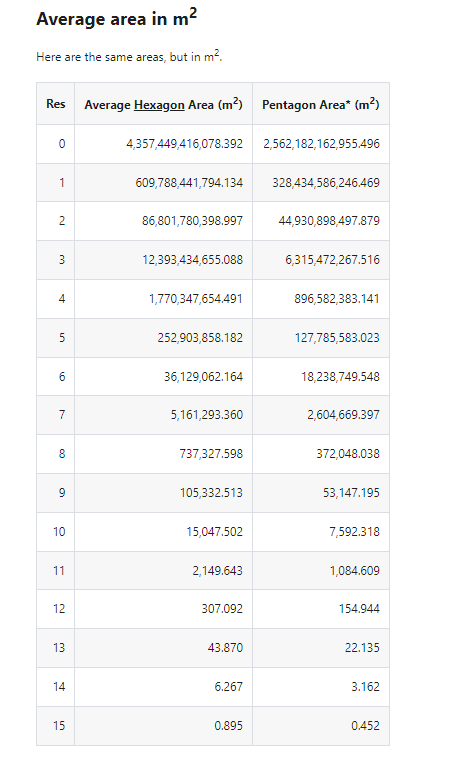 Average area in m²
Here are the same areas, but in m².
Res Average Hexagon Area (m²) Pentagon Area* (m²)
0 4,357,449,416,078.392 2,562,182,162,955.496
1 609,788,441,794.134 328,434,586,246.469
2 86,801,780,398.997 44,930,898,497.879
3 12,393,434,655.088 6,315,472,267.516
4 1,770,347,654.491 896,582,383.141
5 252,903,858.182 127,785,583.023
6 36,129,062.164 18,238,749.548
7 5,161,293.360 2,604,669.397
8 737,327.598 372,048.038
9 105,332.513 53,147.195
10 15,047.502 7,592.318
11 2,149.643 1,084.609
12 307.092 154.944
13 43.870 22.135
14 6.267 3.162
15 0.895 0.452